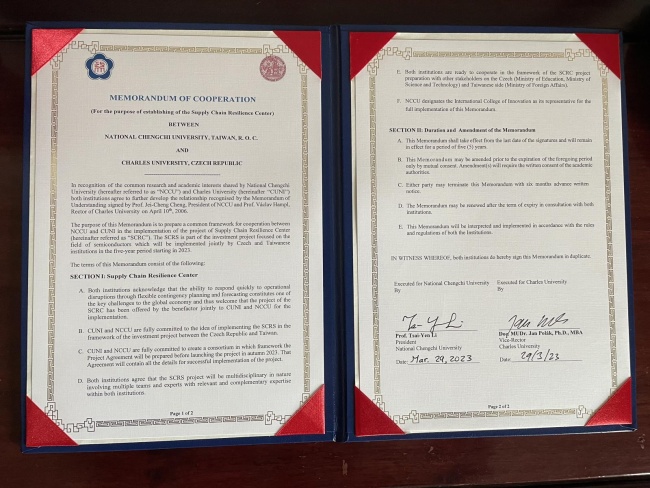 MEMORANDUM OF COOPERATION
(For the purpose of establishing of the Supply Chain Resilience Center)
BETWEEN
NATIONAL CHENGCHI UNIVERSITY, TAIWAN, R. O. C.
AND
CHARLES UNIVERSITY, CZECH REPUBLIC
In recognition of the common research and academic interests shared by National Chengchi
University (hereafter referred to as "NCCU") and Charles University (hereinafter "CUNI")
both institutions agree to further develop the relationship recognised by the Memorandum of
Understanding signed by Prof. Jei-Cheng Cheng, President of NCCU and Prof. Václav Hampl,
Rector of Charles University on April 10th, 2006.
The purpose of this Memorandum is to prepare a common framework for cooperation between
NCCU and CUNI in the implementation of the project of Supply Chain Resilience Center
(hereinafter referred as "SCRC"). The SCRS is part of the investment project focused on the
field of semiconductors which will be implemented jointly by Czech and Taiwanese
institutions in the five-year period starting in 2023.
The terms of this Memorandum consist of the following:
SECTION I: Supply Chain Resilience Center
A. Both institutions acknowledge that the ability to respond quickly to operational
disruptions through flexible contingency planning and forecasting constitutes one of
the key challenges to the global economy and thus welcome that the project of the
SCRC has been offered by the benefactor jointly to CUNI and NCCU for the
implementation.
B. CUNI and NCCU are fully committed to the idea of implementing the SCRS in the
framework of the investment project between the Czech Republic and Taiwan.
C. CUNI and NCCU are fully committed to create a consortium in which framework the
Project Agreement will be prepared before launching the project in autumn 2023. That
Agreement will contain all the details for successful implementation of the project.
D. Both institutions agree that the SCRS project will be multidisciplinary in nature
involving multiple teams and experts with relevant and complementary expertise
within both institutions.
Page 1 of 2
E. Both institutions are ready to cooperate in the framework of the SCRC project
preparation with other stakeholders on the Czech (Ministry of Education, Ministry of
Science and Technology) and Taiwanese side (Ministry of Foreign Affairs).
F. NCCU designates the International College of Innovation as its representative for the
full implementation of this Memorandum.
SECTION II: Duration and Amendment of the Memorandum
A. This Memorandum shall take effect from the last date of the signatures and will remain
in effect for a period of five (5) years.
B. This Memorandum may be amended prior to the expiration of the foregoing period
only by mutual consent. Amendment(s) will require the written consent of the academic
authorities.
C. Either party may terminate this Memorandum with six months advance written
notice.
D. The Memorandum may be renewed after the term of expiry in consultation with both
institutions.
E. This Memorandum will be interpreted and implemented in accordance with the rules
and regulations of both the Institutions.
IN WITNESS WHEREOF, both institutions do hereby sign this Memorandum in duplicate.
Executed for National Chengchi University
By
Prof. Tsai-Yen Li
President
National Chengchi University
Date Mar. 29, 2023
Executed for Charles University
By
Doc. MUDr. Jan Polák, Ph.D., MBA
Vice-Rector
Charles University
Date 29/3/23
Page 2 of 2